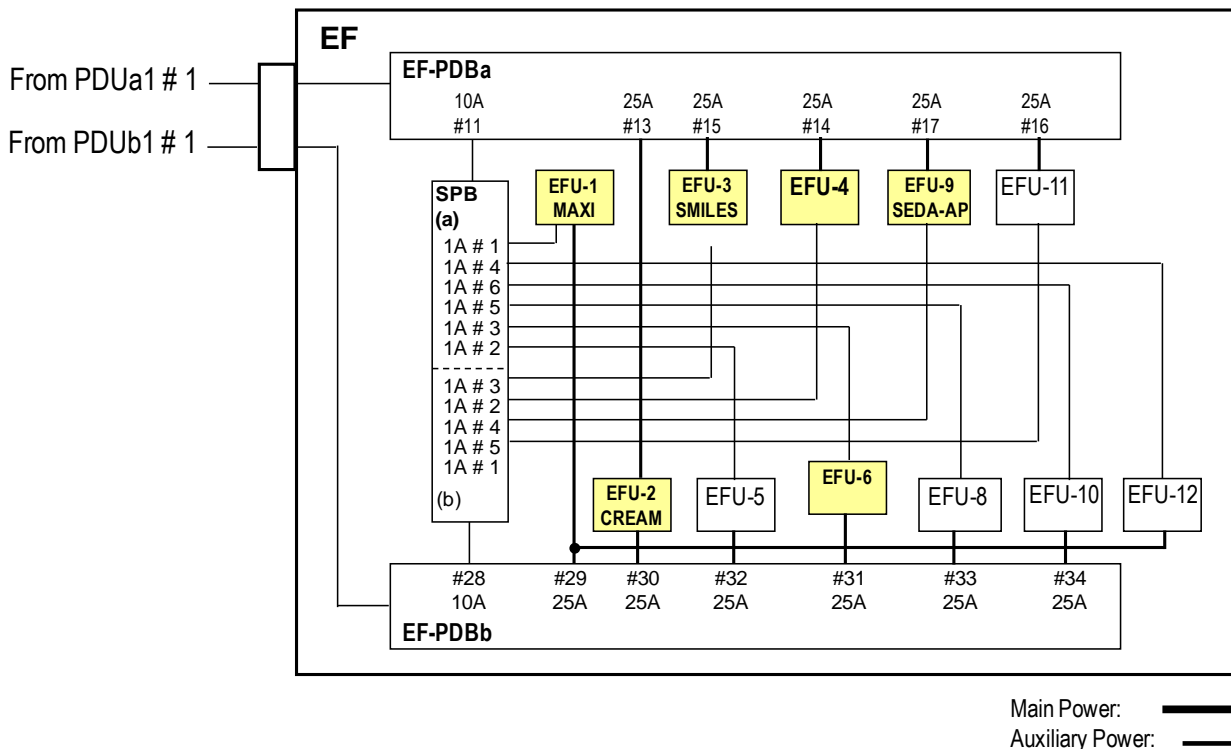 EF
From PDUa1 # 1
From PDUb1 # 1
EF-PDBa
10A
#11
25A
#13
25A
#15
25A
#14
25A
#17
25A
#16
SPB
(a)
1A # 1
1A # 4
1A # 6
1A # 5
1A # 3
1A # 2
1A # 3
1A # 2
1A # 4
1A # 5
1A # 1
(b)
EFU-1
MAXI
EFU-3
SMILES
EFU-4
EFU-9
SEDA-AP
EFU-11
EFU-2
CREAM
EFU-5
EFU-6
EFU-8
EFU-10
EFU-12
#28
10A
#29
25A
#30
25A
#32
25A
#31
25A
#33
25A
#34
25A
EF-PDBb
Main Power:
Auxiliary Power: